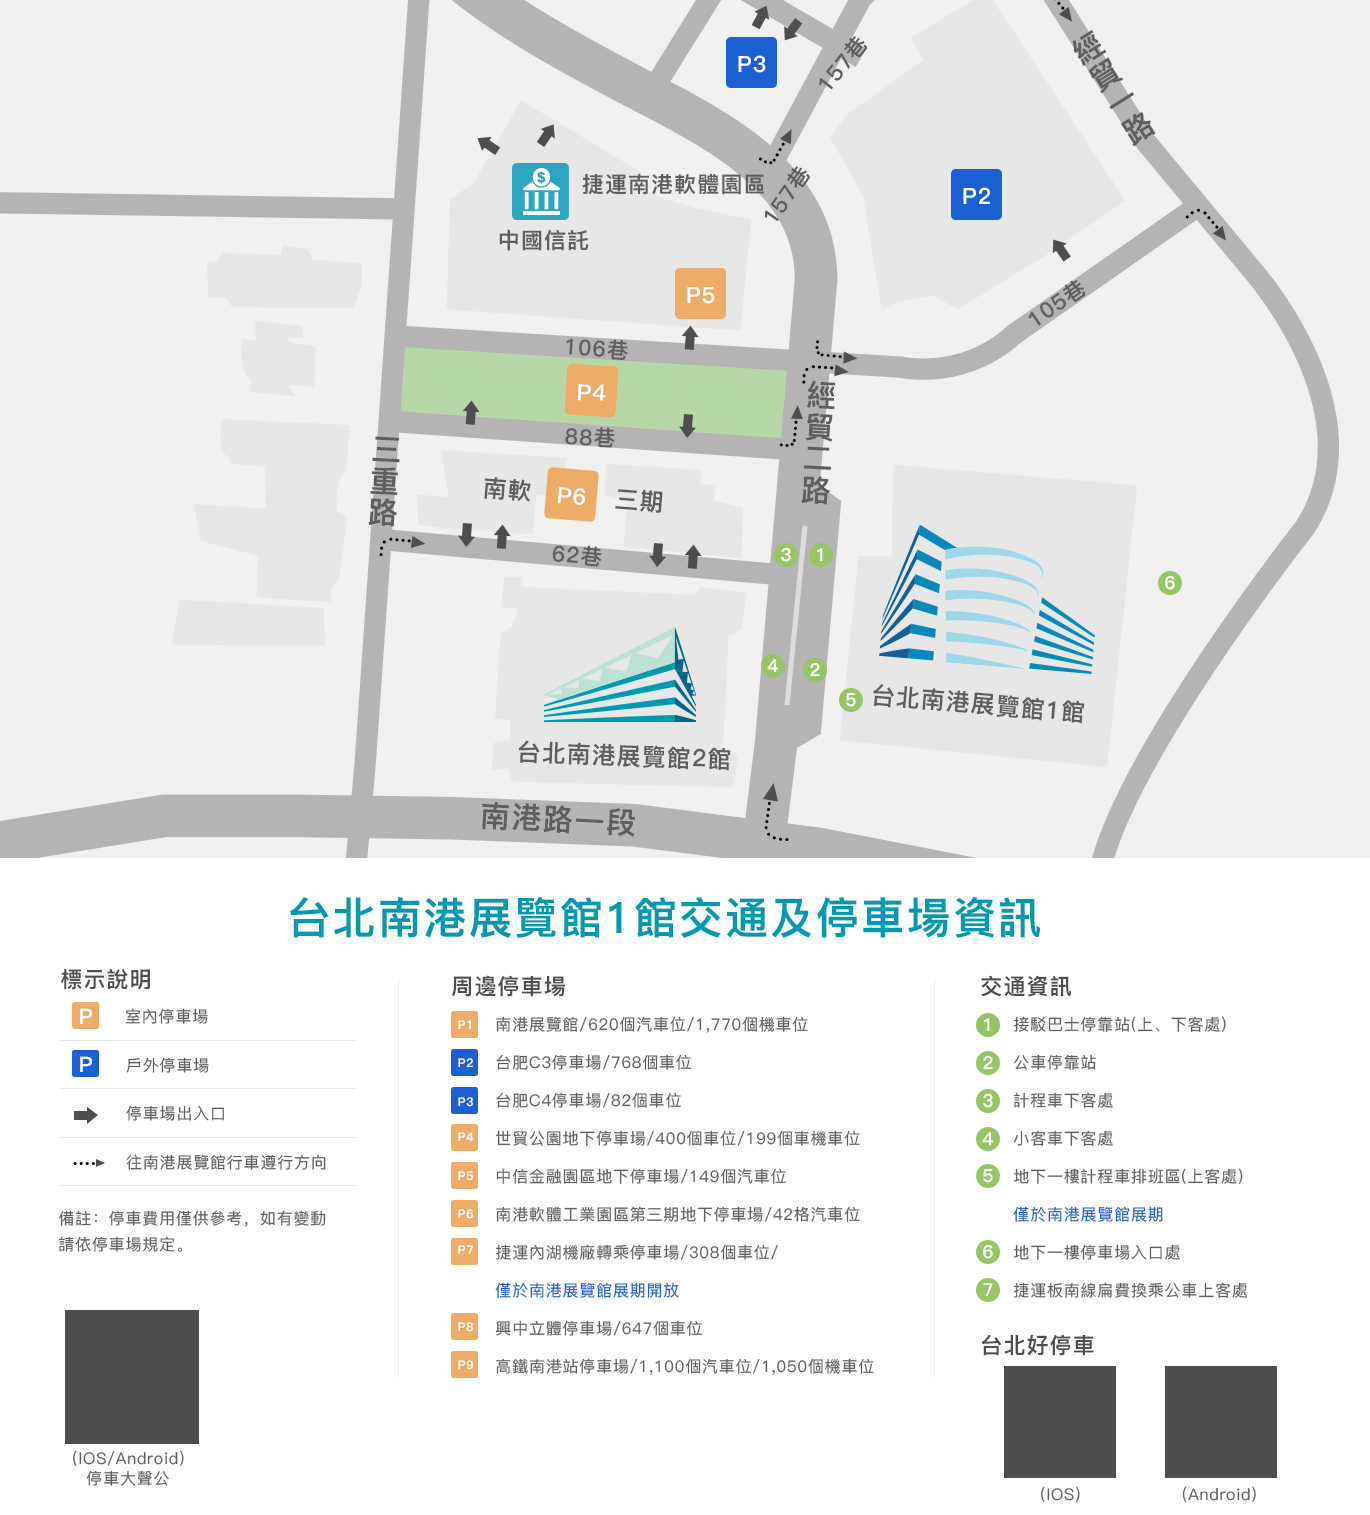 P3
157巷
經貿一路
捷運南港軟體園區
157巷
P2
中國信託
P5
105巷
106巷
P4
經貿二路
88巷
三重路
南軟
P6
三期
62巷
3
1
6
4
2
5
台北南港展覽館1館
台北南港展覽館2館
南港路一段
台北南港展覽館1館交通及停車場資訊
標示說明
P 室內停車場
P 戶外停車場
停車場出入口
往南港展覽館行車遵行方向
備註：停車費用僅供參考，如有變動
請依停車場規定。
(IOS/Android)
停車大聲公
周邊停車場
P1 南港展覽館/620個汽車位/1,770個機車位
P2 台肥C3停車場/768個車位
P3 台肥C4停車場/82個車位
P4 世貿公園地下停車場/400個車位/199個車機車位
P5 中信金融園區地下停車場/149個汽車位
P6 南港軟體工業園區第三期地下停車場/42格汽車位
P7 捷運內湖機廠轉乘停車場/308個車位/
僅於南港展覽館展期開放
P8 興中立體停車場/647個車位
P9 高鐵南港站停車場/1,100個汽車位/1,050個機車位
交通資訊
1 接駁巴士停靠站(上、下客處)
2 公車停靠站
3 計程車下客處
4 小客車下客處
5 地下一樓計程車排班區(上客處)
僅於南港展覽館展期
6 地下一樓停車場入口處
7 捷運板南線扁費換乘公車上客處
台北好停車
(IOS)
(Android)